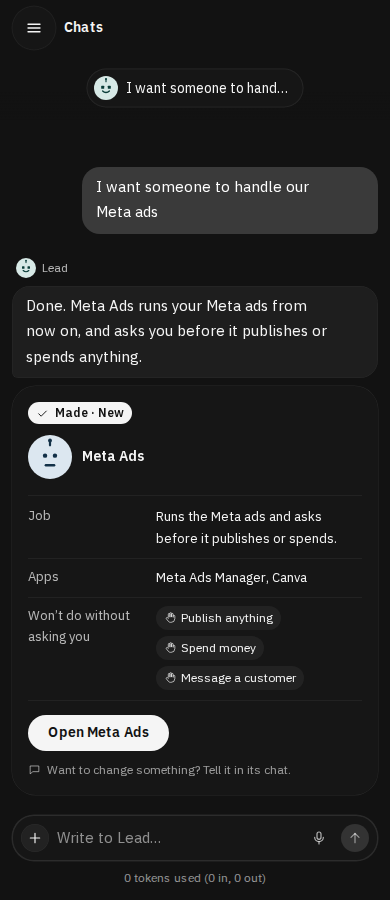 Chats
I want someone to hand...
I want someone to handle our
Meta ads
Lead
Done. Meta Ads runs your Meta ads from
now on, and asks you before it publishes or
spends anything.
Made · New
Meta Ads
Job
Runs the Meta ads and asks
before it publishes or spends.
Apps
Meta Ads Manager, Canva
Won't do without
asking you
Publish anything
Spend money
Message a customer
Open Meta Ads
Want to change something? Tell it in its chat.
Write to Lead...
0 tokens used (0 in, 0 out)